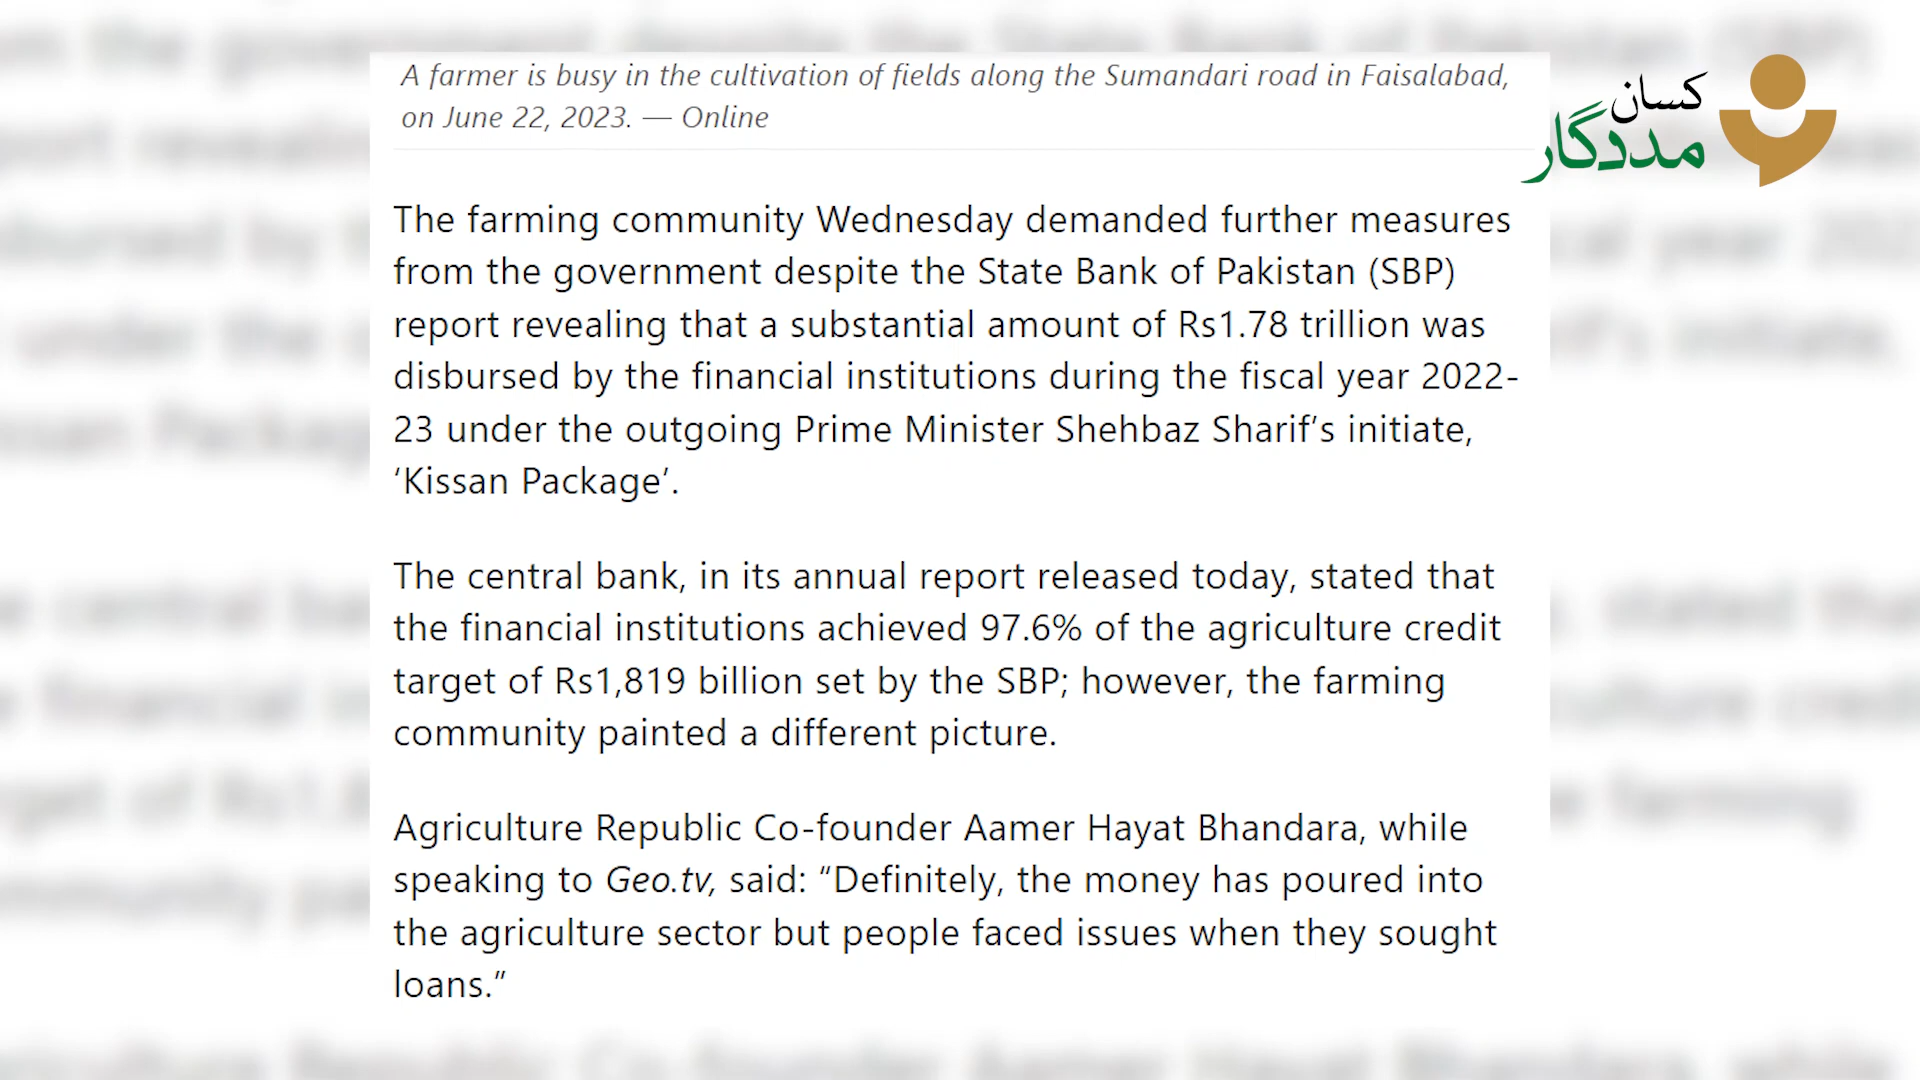 A farmer is busy in the cultivation of fields along the Sumandari road in Faisalabad,
on June 22, 2023. — Online
کسان
مددگار
The farming community Wednesday demanded further measures
from the government despite the State Bank of Pakistan (SBP)
report revealing that a substantial amount of Rs1.78 trillion was
disbursed by the financial institutions during the fiscal year 2022-
23 under the outgoing Prime Minister Shehbaz Sharif’s initiate,
‘Kissan Package’.
The central bank, in its annual report released today, stated that
the financial institutions achieved 97.6% of the agriculture credit
target of Rs1,819 billion set by the SBP; however, the farming
community painted a different picture.
Agriculture Republic Co-founder Aamer Hayat Bhandara, while
speaking to Geo.tv, said: “Definitely, the money has poured into
the agriculture sector but people faced issues when they sought
loans.”